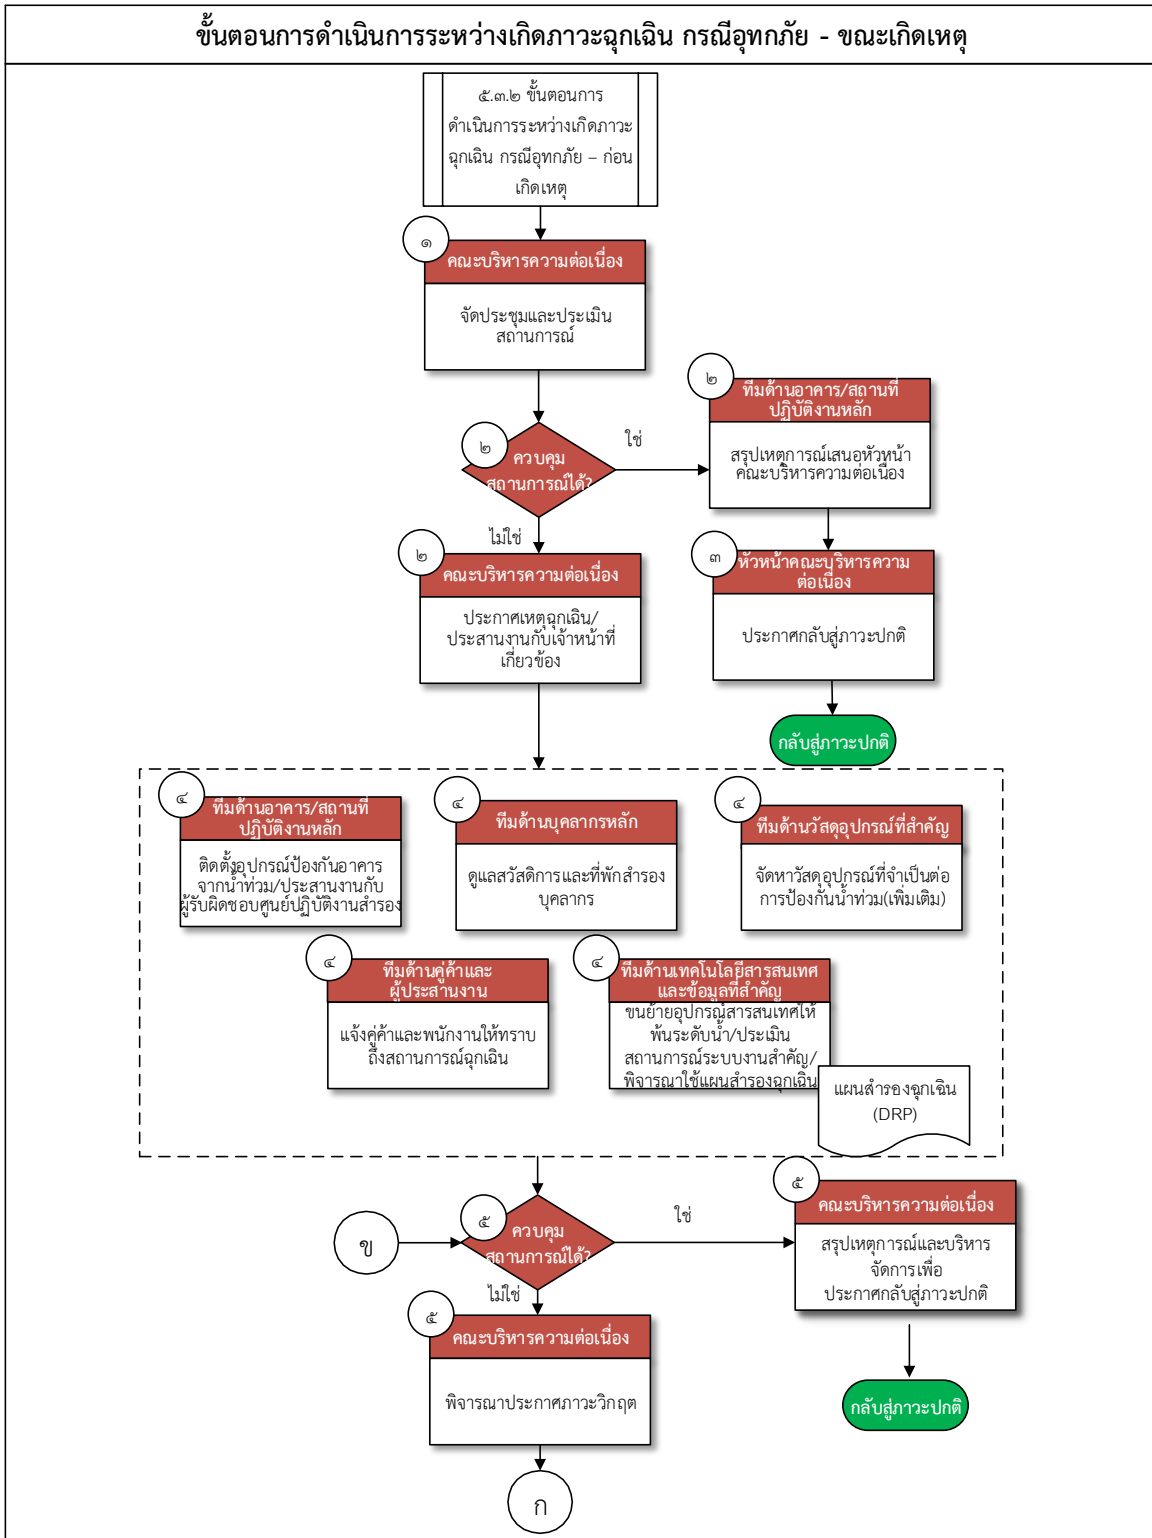 ขั้นตอนการดำเนินการระหว่างเกิดภาวะฉุกเฉิน กรณีอุทกภัย - ขณะเกิดเหตุ
๕.๓.๒ ขั้นตอนการ
ดำเนินการระหว่างเกิดภาวะ
ฉุกเฉิน กรณีอุทกภัย – ก่อน
เกิดเหตุ
๑
คณะบริหารความต่อเนื่อง
จัดประชุมและประเมิน
สถานการณ์
๒
ควบคุม
สถานการณ์ได้?
ใช่
ไม่ใช่
๒
ทีมด้านอาคาร/สถานที่
ปฏิบัติงานหลัก
สรุปเหตุการณ์เสนอหัวหน้า
คณะบริหารความต่อเนื่อง
๒
คณะบริหารความต่อเนื่อง
ประกาศเหตุฉุกเฉิน/
ประสานงานกับเจ้าหน้าที่
เกี่ยวข้อง
๓
หัวหน้าคณะบริหารความ
ต่อเนื่อง
ประกาศกลับสู่ภาวะปกติ
กลับสู่ภาวะปกติ
๔
ทีมด้านอาคาร/สถานที่
ปฏิบัติงานหลัก
ติดตั้งอุปกรณ์ป้องกันอาคาร
จากน้ำท่วม/ประสานงานกับ
ผู้รับผิดชอบศูนย์ปฏิบัติงานสำรอง
๔
ทีมด้านบุคลากรหลัก
ดูแลสวัสดิการและที่พักสำรอง
บุคลากร
๔
ทีมด้านวัสดุอุปกรณ์ที่สำคัญ
จัดหาวัสดุอุปกรณ์ที่จำเป็นต่อ
การป้องกันน้ำท่วม(เพิ่มเติม)
๔
ทีมด้านคู่ค้าและ
ผู้ประสานงาน
แจ้งคู่ค้าและพนักงานให้ทราบ
ถึงสถานการณ์ฉุกเฉิน
๔
ทีมด้านเทคโนโลยีสารสนเทศ
และข้อมูลที่สำคัญ
ขนย้ายอุปกรณ์สารสนเทศให้
พ้นระดับน้ำ/ประเมิน
สถานการณ์ระบบงานสำคัญ/
พิจารณาใช้แผนสำรองฉุกเฉิน
แผนสำรองฉุกเฉิน
(DRP)
ข
๕
ควบคุม
สถานการณ์ได้?
ใช่
ไม่ใช่
๕
คณะบริหารความต่อเนื่อง
สรุปเหตุการณ์และบริหาร
จัดการเพื่อ
ประกาศกลับสู่ภาวะปกติ
๕
คณะบริหารความต่อเนื่อง
พิจารณาประกาศภาวะวิกฤต
กลับสู่ภาวะปกติ
ก